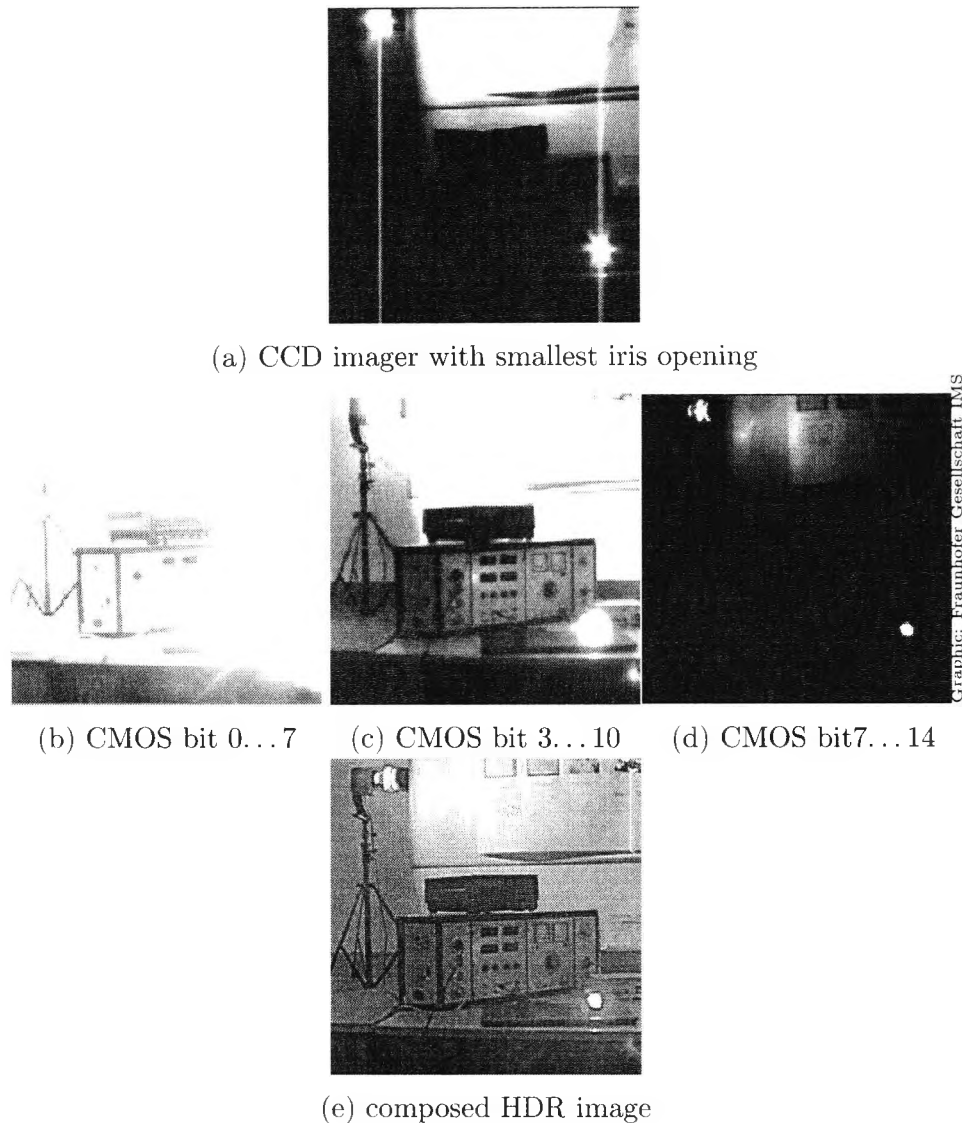 (a) CCD imager with smallest iris opening
Graphic: Fraunhofer Gesellschaft IMS
(b) CMOS bit 0...7
(c) CMOS bit 3...10
(d) CMOS bit7...14
(e) composed HDR image